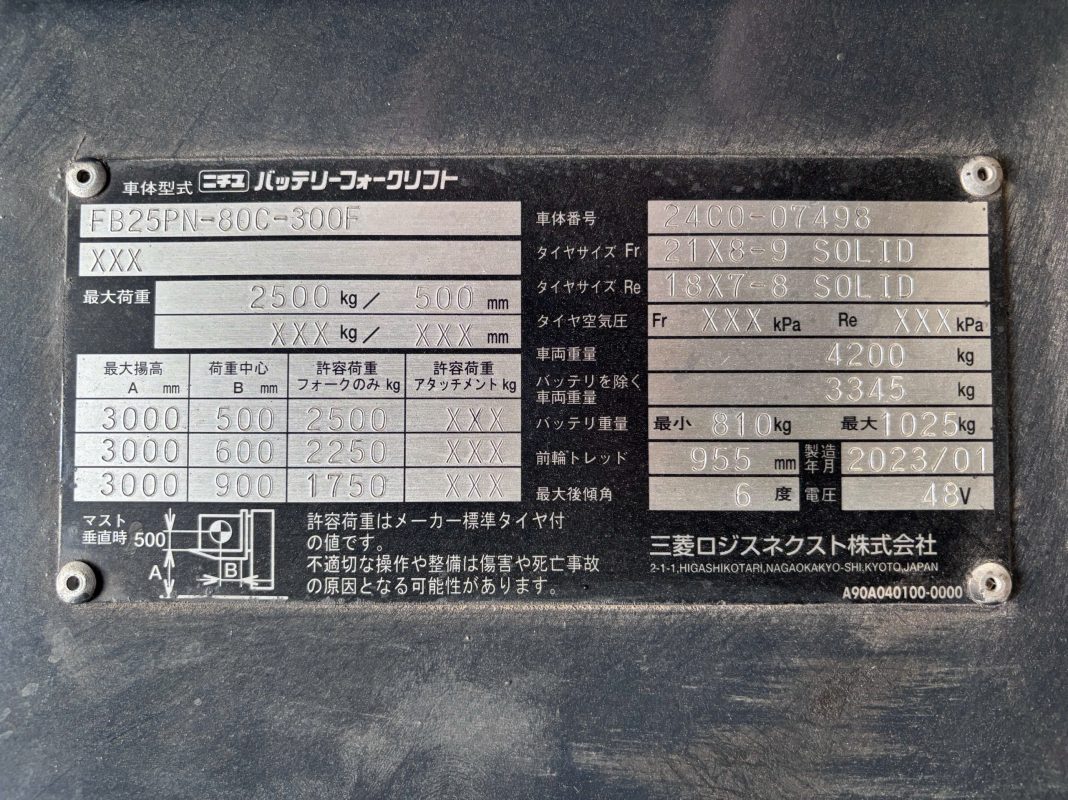 車体型式 ニチユ バッテリーフォークリフト
FB25PN-80C-300F
XXX
最大荷重 2500 kg / 500 mm
XXX kg / XXX mm
最大揚高 荷重中心 許容荷重 許容荷重
A mm B mm フォークのみ kg アタッチメント kg
3000 500 2500 XXX
3000 600 2250 XXX
3000 900 1750 XXX
マスト
垂直時 500
A B
許容荷重はメーカー標準タイヤ付
の値です。
不適切な操作や整備は傷害や死亡事故
の原因となる可能性があります。
車体番号 24C0-07498
タイヤサイズ Fr 21X8-9 SOLID
タイヤサイズ Re 18X7-8 SOLID
タイヤ空気圧 Fr XXX kPa Re XXX kPa
車両重量 4200 kg
バッテリを除く
車両重量 3345 kg
バッテリ重量 最小 810 kg 最大 1025 kg
前輪トレッド 955 mm 製造年月 2023/01
最大後傾角 6 度 電圧 48 V
三菱ロジスネクスト株式会社
2-1-1,HIGASHIKOTARI,NAGAOKAKYO-SHI,KYOTO,JAPAN
A90A040100-0000